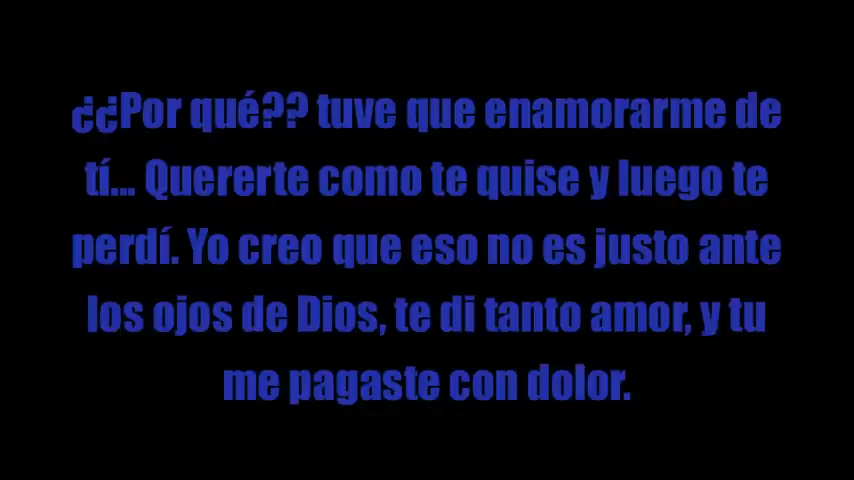 ¿¿Por qué?? tuve que enamorarme de
tí... Quererte como te quise y luego te
perdí. Yo creo que eso no es justo ante
los ojos de Dios, te di tanto amor, y tu
me pagaste con dolor.